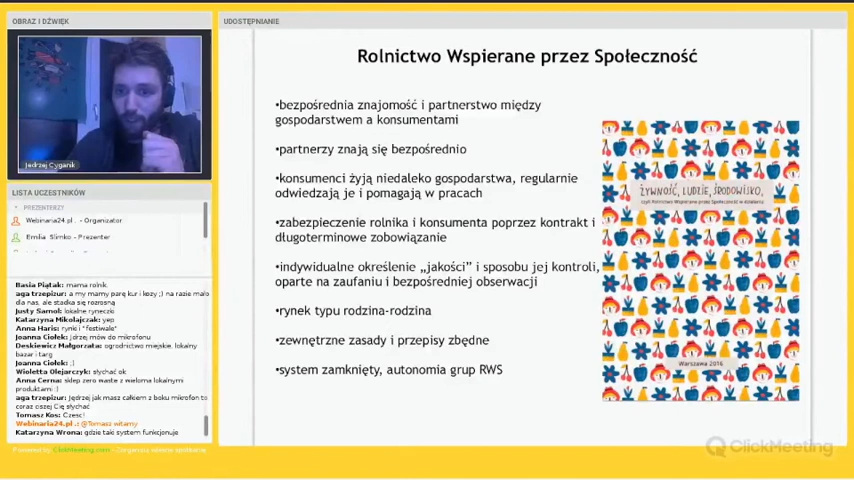 OBRAZ I DŹWIĘK
Jędrzej Cyganik
LISTA UCZESTNIKÓW
PREZENTERZY
Webinaria24.pl . - Organizator
Emilia Slimko - Prezenter
Basia Piątak: mama rolnik.
aga trzepizur: a my mamy parę kur i kozy ;) na razie mało
dla nas, ale stadka się rozrosną
Justy Samol: lokalne ryneczki
Katarzyna Mikolajczak: yep
Anna Haris: rynki i "festiwale"
Joanna Ciołek: Jdrzej mów do mikrofonu
Deskiewicz Małgorzata: ogrodnictwo miejskie, lokalny
bazar i targ
Joanna Ciołek: ;)
Wioletta Olejarczyk: słychać ok
Anna Cerna: sklep zero waste z wieloma lokalnymi
produktami :)
aga trzepizur: Jędrzej jak masz całkiem z boku mikrofon to
coraz ciszej Cię słychać
Tomasz Kos: Czesc!
Webinaria24.pl .: @Tomasz witamy
Katarzyna Wrona: gdzie taki system funkcjonuje
Powered by ClickMeeting.com -
UDOSTĘPNIANIE
Rolnictwo Wspierane przez Społeczność
•bezpośrednia znajomość i partnerstwo między
gospodarstwem a konsumentami
•partnerzy znają się bezpośrednio
•konsumenci żyją niedaleko gospodarstwa, regularnie
odwiedzają je i pomagają w pracach
•zabezpieczenie rolnika i konsumenta poprzez kontrakt i
długoterminowe zobowiązanie
•indywidualne określenie „jakości" i sposobu jej kontroli,
oparte na zaufaniu i bezpośredniej obserwacji
•rynek typu rodzina-rodzina
•zewnętrzne zasady i przepisy zbędne
•system zamknięty, autonomia grup RWS
ŻYWNOŚĆ, LUDZIE, ŚRODOWISKO,
czyli Rolnictwo Wspierane przez Społeczność w działaniu
Warszawa 2016
ClickMeeting